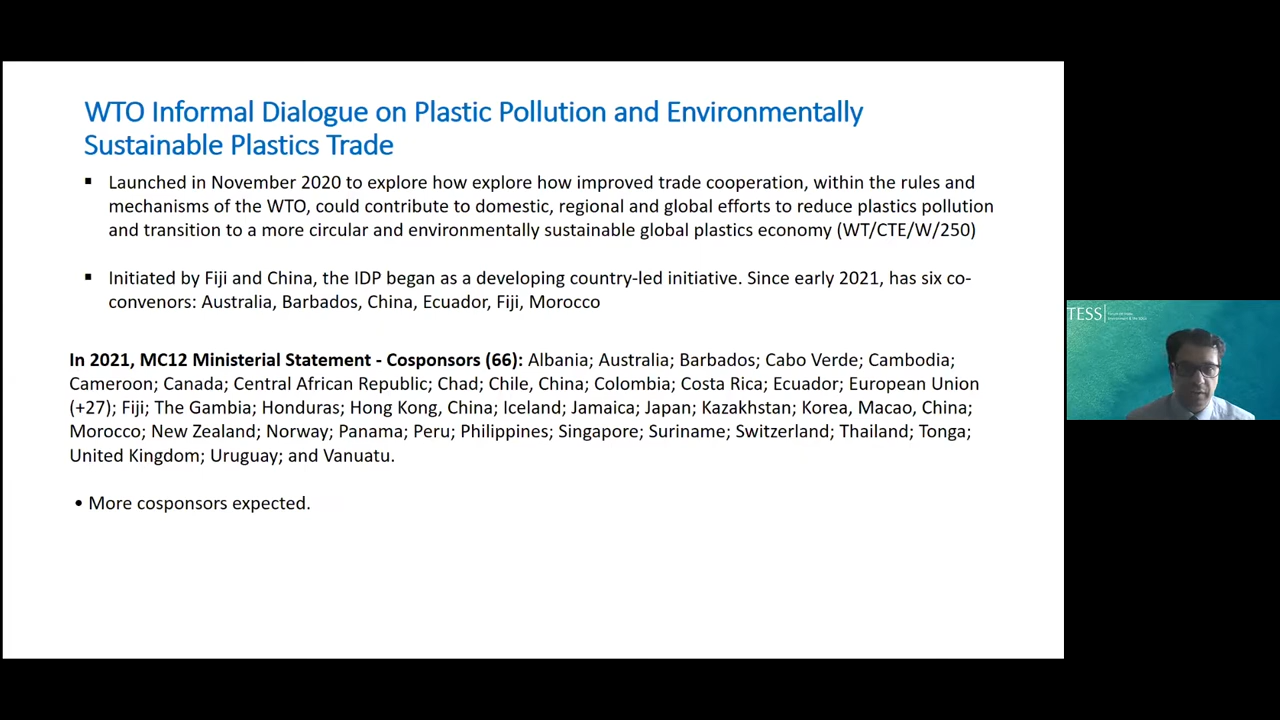 WTO Informal Dialogue on Plastic Pollution and Environmentally
Sustainable Plastics Trade
▪ Launched in November 2020 to explore how explore how improved trade cooperation, within the rules and
mechanisms of the WTO, could contribute to domestic, regional and global efforts to reduce plastics pollution
and transition to a more circular and environmentally sustainable global plastics economy (WT/CTE/W/250)
▪ Initiated by Fiji and China, the IDP began as a developing country-led initiative. Since early 2021, has six co-
convenors: Australia, Barbados, China, Ecuador, Fiji, Morocco
In 2021, MC12 Ministerial Statement - Cosponsors (66): Albania; Australia; Barbados; Cabo Verde; Cambodia;
Cameroon; Canada; Central African Republic; Chad; Chile, China; Colombia; Costa Rica; Ecuador; European Union
(+27); Fiji; The Gambia; Honduras; Hong Kong, China; Iceland; Jamaica; Japan; Kazakhstan; Korea, Macao, China;
Morocco; New Zealand; Norway; Panama; Peru; Philippines; Singapore; Suriname; Switzerland; Thailand; Tonga;
United Kingdom; Uruguay; and Vanuatu.
• More cosponsors expected.
TESS